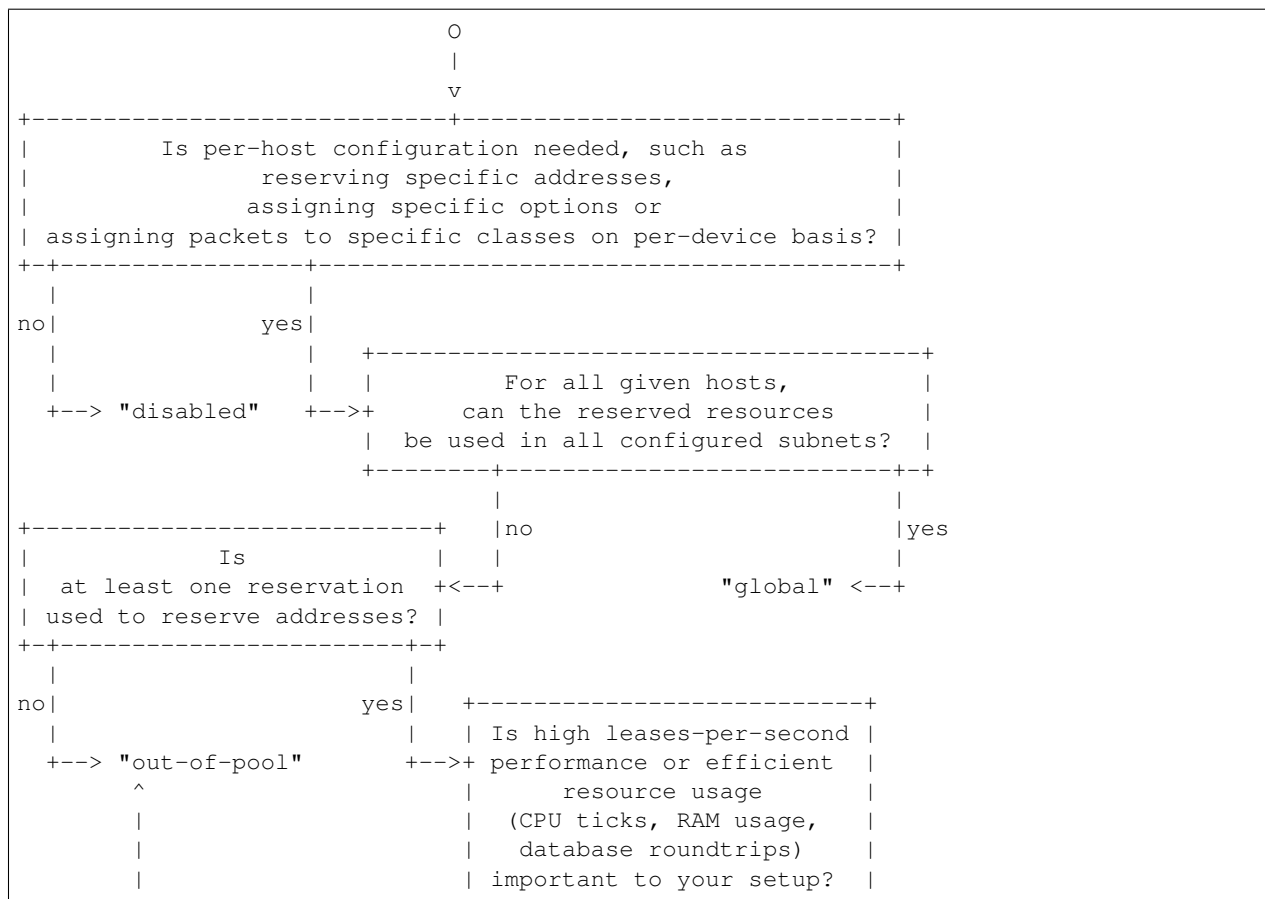 O
                              |
                              v
+-----------------------------+------------------------------+
|         Is per-host configuration needed, such as          |
|                reserving specific addresses,               |
|               assigning specific options or                |
| assigning packets to specific classes on per-device basis? |
+-+-----------------+----------------------------------------+
  |                 |
no|              yes|
  |                 |   +--------------------------------------+
  |                 |   |         For all given hosts,         |
  +--> "disabled"   +-->+      can the reserved resources      |
                        |  be used in all configured subnets?  |
                        +--------+---------------------------+-+
                                 |                           |
+----------------------------+   |no                         |yes
|             Is             |   |                           |
|  at least one reservation  +<--+               "global" <--+
| used to reserve addresses? |
+-+------------------------+-+
  |                        |
no|                     yes|   +---------------------------+
  |                        |   | Is high leases-per-second |
  +--> "out-of-pool"       +-->+ performance or efficient  |
        ^                      |      resource usage       |
        |                      |  (CPU ticks, RAM usage,   |
        |                      |   database roundtrips)    |
        |                      | important to your setup?  |